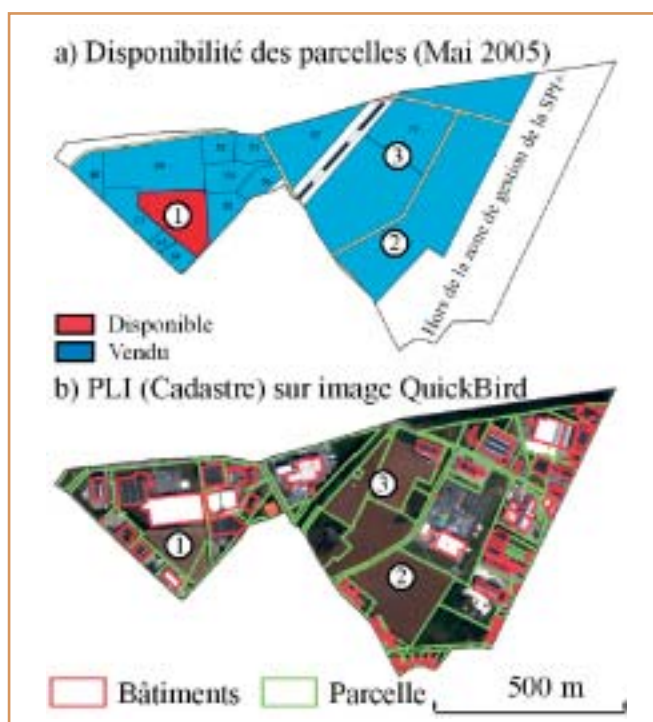 a) Disponibilité des parcelles (Mai 2005)
1
3
2
Hors de la zone de gestion de la SPI+
Disponible
Vendu
b) PLI (Cadastre) sur image QuickBird
1
3
2
Bâtiments
Parcelle
500 m